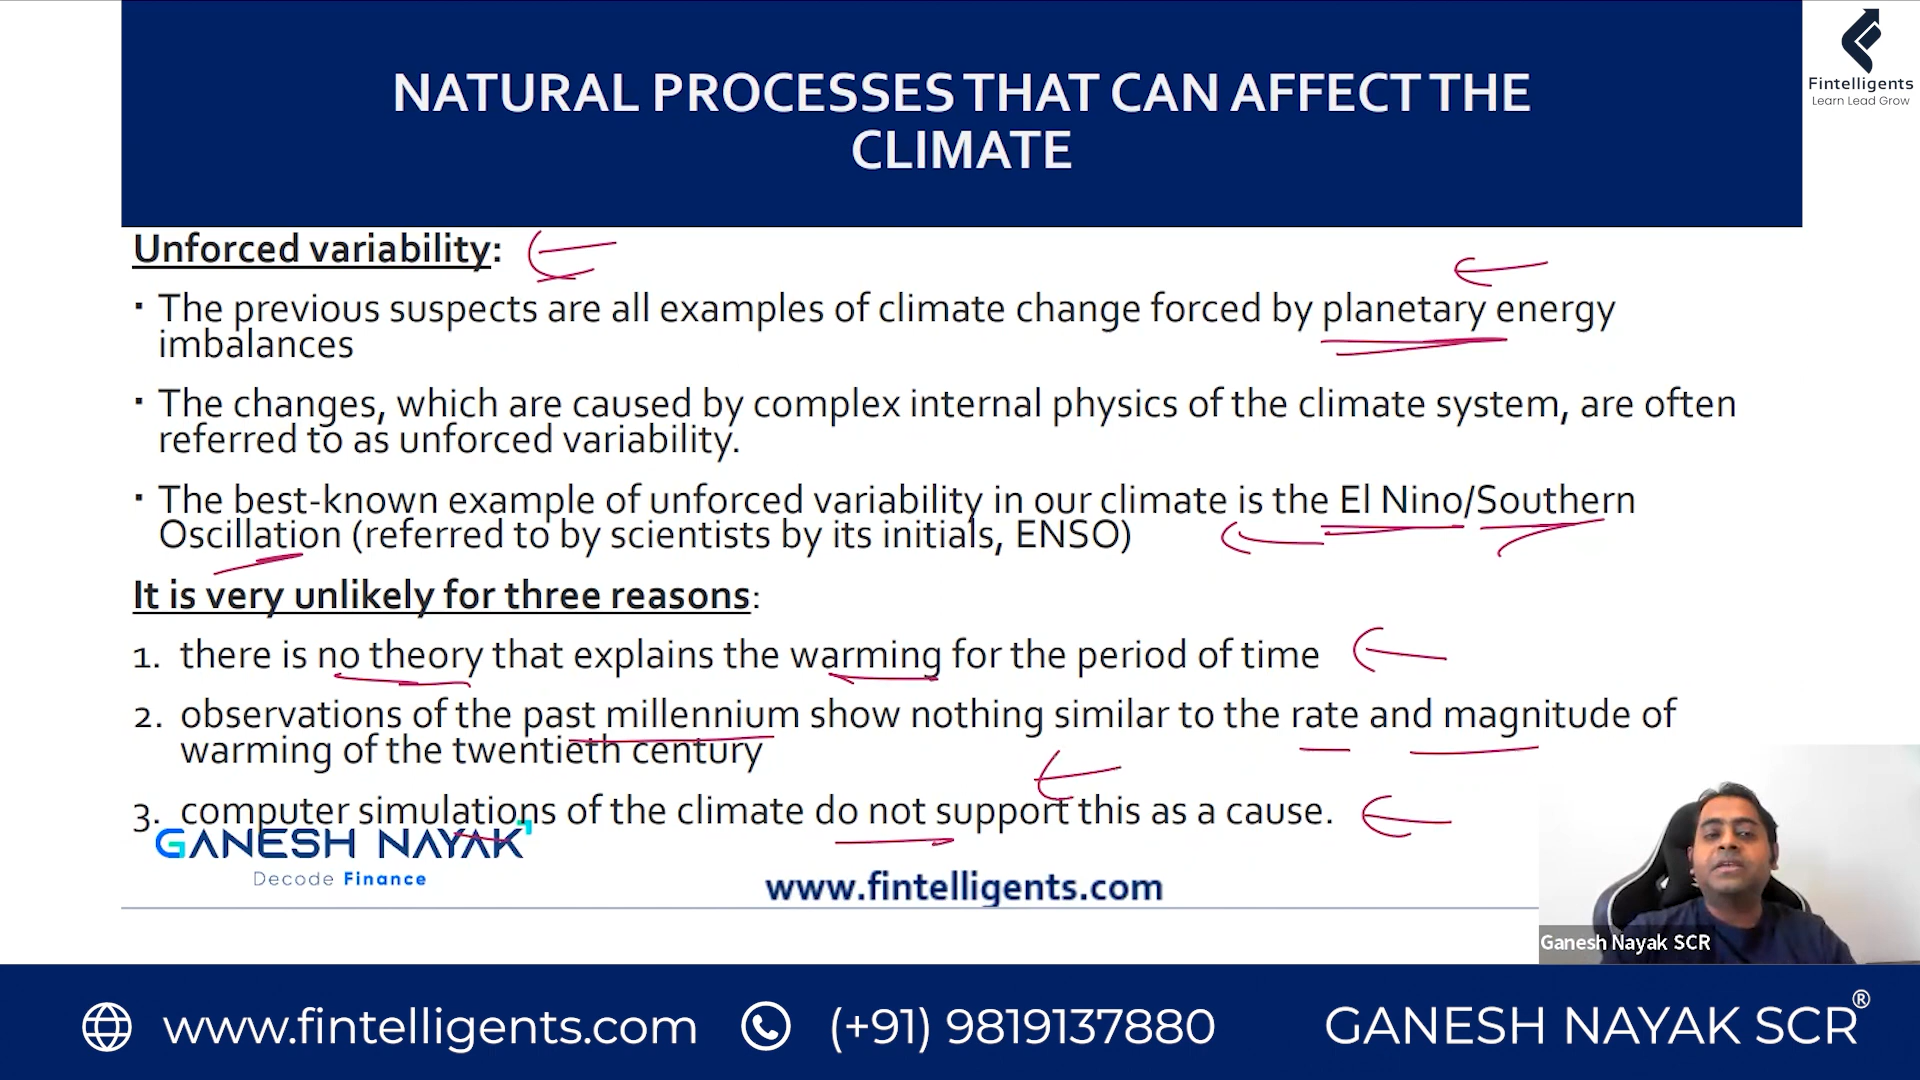 NATURAL PROCESSES THAT CAN AFFECT THE
CLIMATE
Fintelligents
Learn Lead Grow
Unforced variability:
▪ The previous suspects are all examples of climate change forced by planetary energy
imbalances
▪ The changes, which are caused by complex internal physics of the climate system, are often
referred to as unforced variability.
▪ The best-known example of unforced variability in our climate is the El Nino/Southern
Oscillation (referred to by scientists by its initials, ENSO)
It is very unlikely for three reasons:
1. there is no theory that explains the warming for the period of time
2. observations of the past millennium show nothing similar to the rate and magnitude of
warming of the twentieth century
3. computer simulations of the climate do not support this as a cause.
GANESH NAYAK
Decode Finance
www.fintelligents.com
Ganesh Nayak SCR
www.fintelligents.com (+91) 9819137880 GANESH NAYAK SCR®